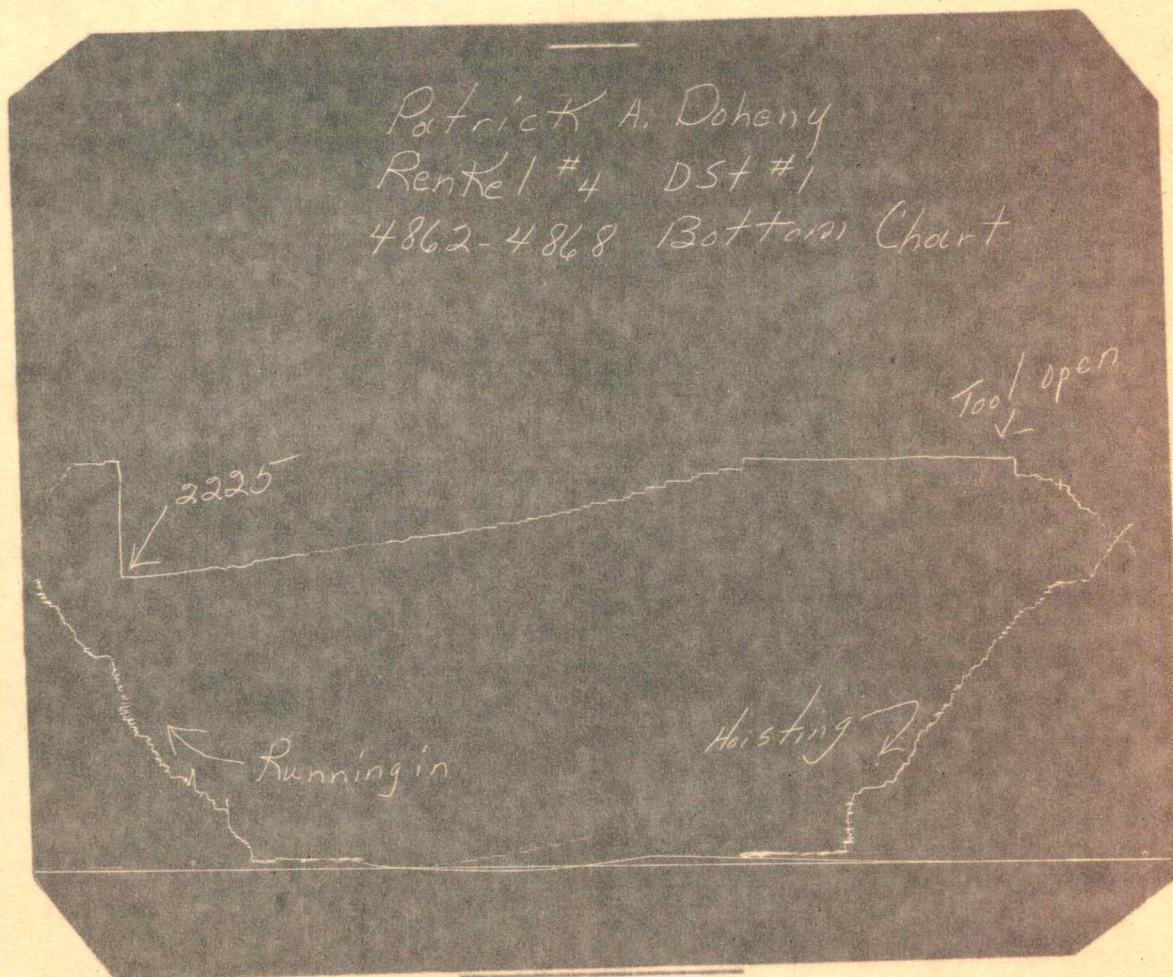 Patrick A. Doheny
Renkel #4 DSt #1
4862-4868 Bottom Chart
Tool open
2225
Hoisting
Running in